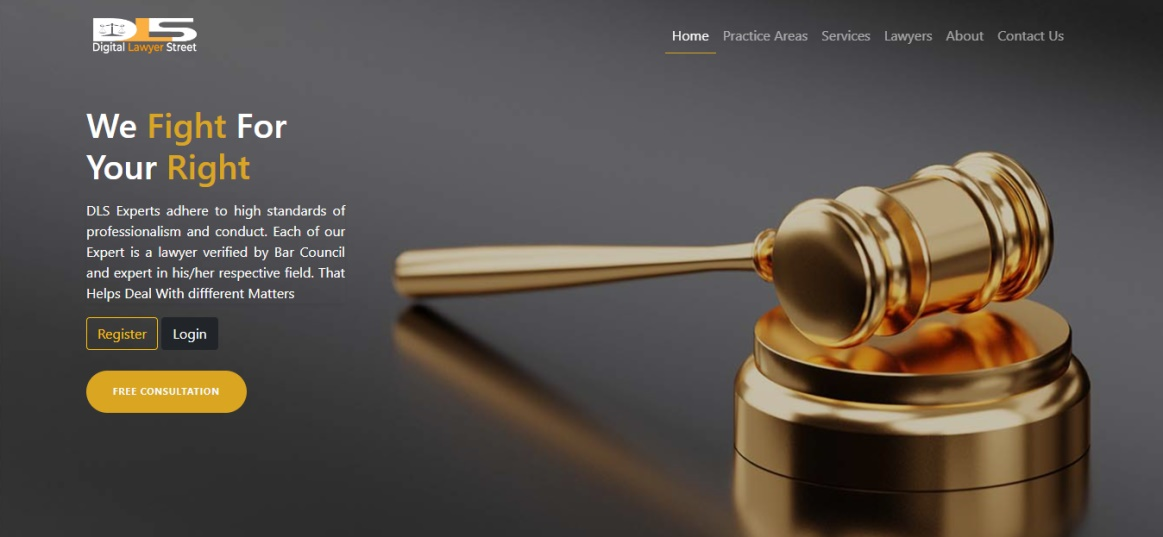 DLS
Digital Lawyer Street
Home Practice Areas Services Lawyers About Contact Us
We Fight For
Your Right
DLS Experts adhere to high standards of
professionalism and conduct. Each of our
Expert is a lawyer verified by Bar Council
and expert in his/her respective field. That
Helps Deal With diffferent Matters
Register Login
FREE CONSULTATION